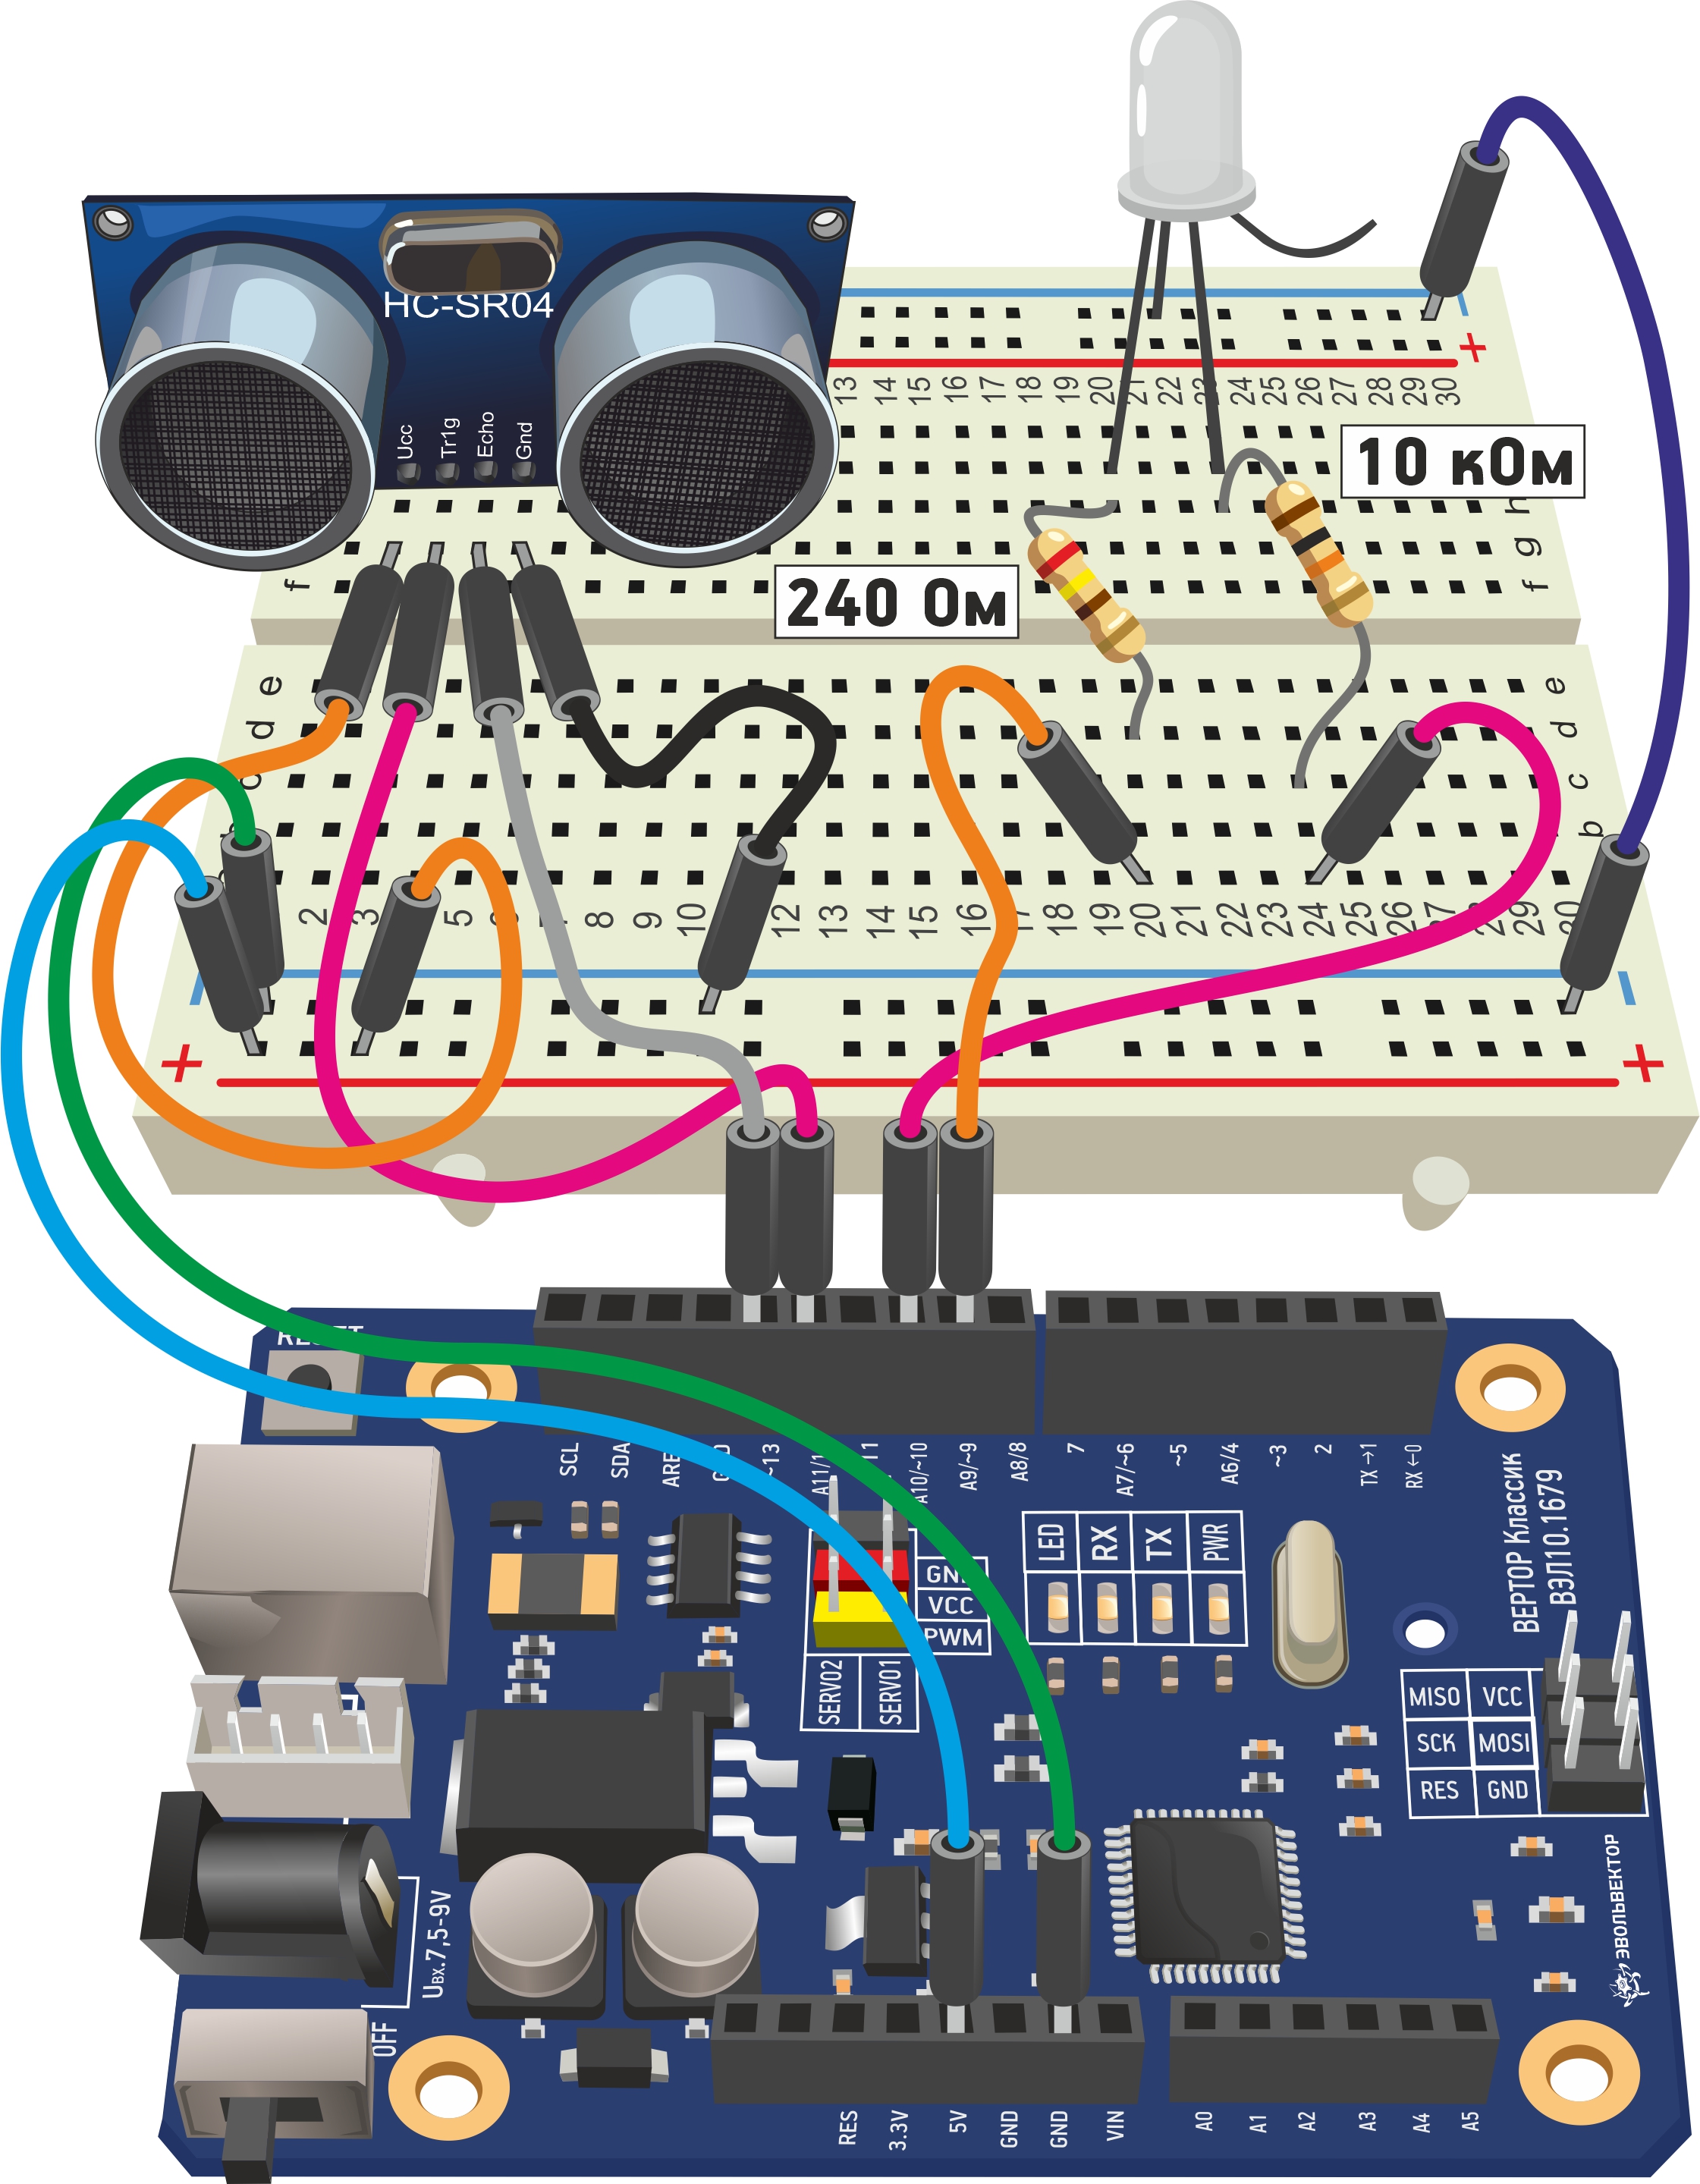 HC-SR04
Ucc
Tr1g
Echo
Gnd
−
+
13 14 15 16 17 18 19 20 21 22 23 24 25 26 27 28 29 30
10 кОм
h
g
f f
240 Ом
e e
d d
c
b
2 3 5 6 8 9 10 12 13 14 15 16 17 18 19 20 21 22 23 24 25 26 27 28 29 30
− −
+ +
RESET
SCL
SDA
GND
~13
11
A10/~10
A9/~9
A8/8
7
A7/~6
~5
A6/4
~3
2
TX→1
RX←0
GND
VCC
PWM
SERVO2
SERVO1
LED
RX
TX
PWR
ВЕРТОР Классик
ВЭЛ10.1679
MISO VCC
SCK MOSI
RES GND
ЭВОЛЬВЕКТОР
Uвх.7,5-9V
OFF
RES
3.3V
5V
GND
GND
VIN
A0
A1
A2
A3
A4
A5